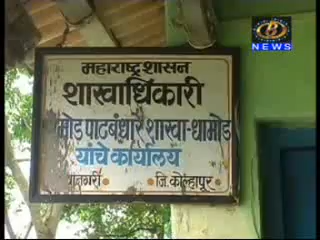 B
NEWS
महाराष्ट्र शासन
शाखाधिकारी
मोड पाटबंधारे शाखा-धामोड
यांचे कार्यालय
जि.कोल्हापूर.